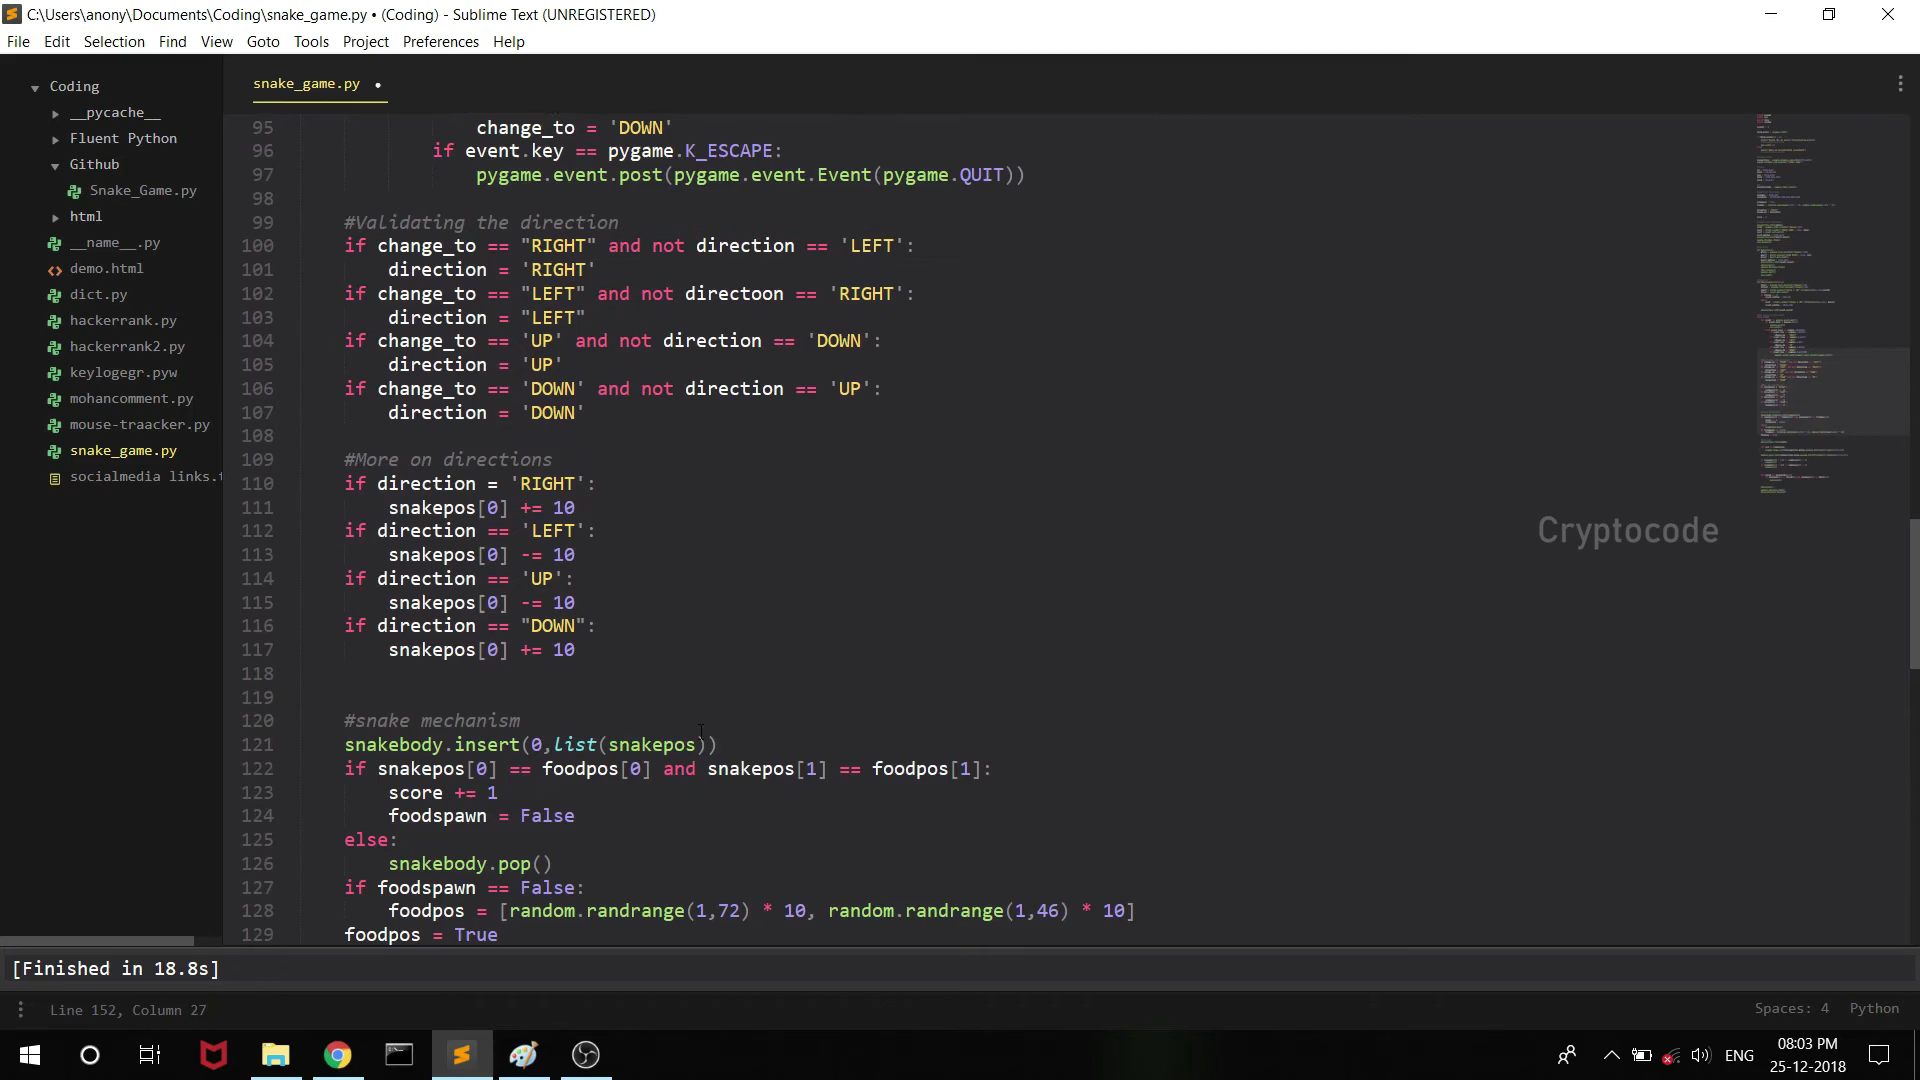 C:\Users\anony\Documents\Coding\snake_game.py • (Coding) - Sublime Text (UNREGISTERED)
File Edit Selection Find View Goto Tools Project Preferences Help
Coding
__pycache__
Fluent Python
Github
Snake_Game.py
html
__name__.py
demo.html
dict.py
hackerrank.py
hackerrank2.py
keylogegr.pyw
mohancomment.py
mouse-traacker.py
snake_game.py
socialmedia links.t
snake_game.py •
95 change_to = 'DOWN'
96 if event.key == pygame.K_ESCAPE:
97 pygame.event.post(pygame.event.Event(pygame.QUIT))
98
99 #Validating the direction
100 if change_to == "RIGHT" and not direction == 'LEFT':
101 direction = 'RIGHT'
102 if change_to == "LEFT" and not directoon == 'RIGHT':
103 direction = "LEFT"
104 if change_to == 'UP' and not direction == 'DOWN':
105 direction = 'UP'
106 if change_to == 'DOWN' and not direction == 'UP':
107 direction = 'DOWN'
108
109 #More on directions
110 if direction = 'RIGHT':
111 snakepos[0] += 10
112 if direction == 'LEFT':
113 snakepos[0] -= 10
114 if direction == 'UP':
115 snakepos[0] -= 10
116 if direction == "DOWN":
117 snakepos[0] += 10
118
119
120 #snake mechanism
121 snakebody.insert(0,list(snakepos))
122 if snakepos[0] == foodpos[0] and snakepos[1] == foodpos[1]:
123 score += 1
124 foodspawn = False
125 else:
126 snakebody.pop()
127 if foodspawn == False:
128 foodpos = [random.randrange(1,72) * 10, random.randrange(1,46) * 10]
129 foodpos = True
Cryptocode
[Finished in 18.8s]
Line 152, Column 27
Spaces: 4 Python
ENG
08:03 PM
25-12-2018